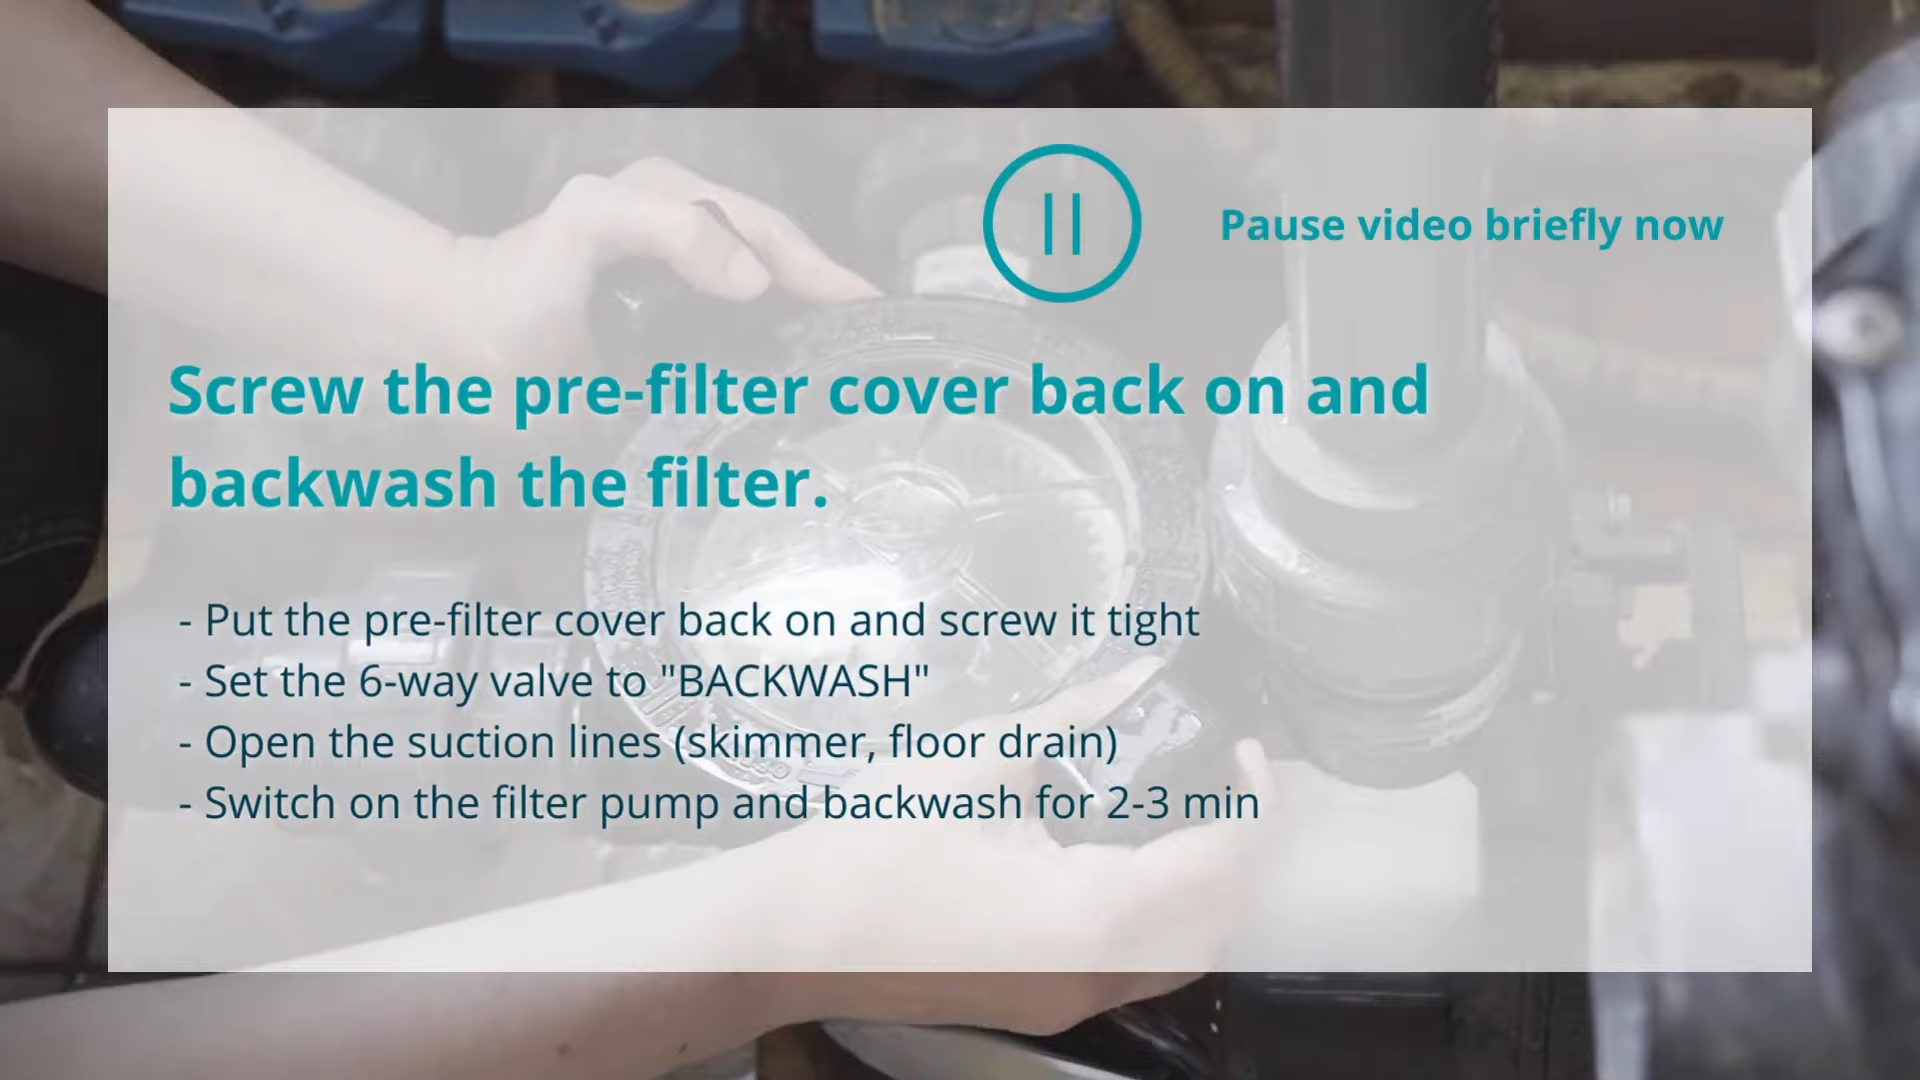 Pause video briefly now
Screw the pre-filter cover back on and
backwash the filter.
- Put the pre-filter cover back on and screw it tight
- Set the 6-way valve to "BACKWASH"
- Open the suction lines (skimmer, floor drain)
- Switch on the filter pump and backwash for 2-3 min